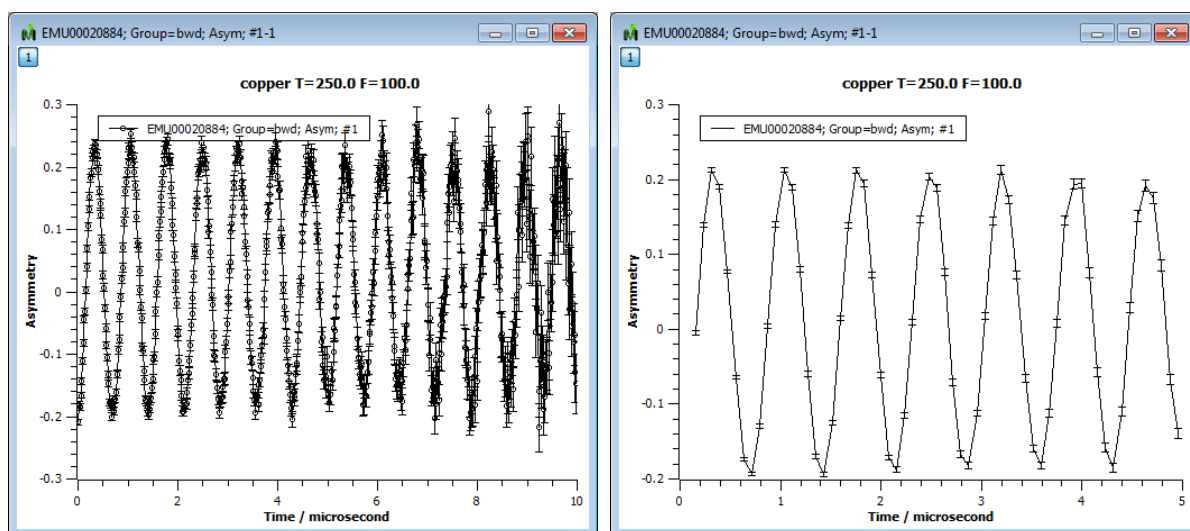 EMU00020884; Group=bwd; Asym; #1-1
1
copper T=250.0 F=100.0
EMU00020884; Group=bwd; Asym; #1
Asymmetry
0.3
0.2
0.1
0
-0.1
-0.2
-0.3
0 2 4 6 8 10
Time / microsecond
EMU00020884; Group=bwd; Asym; #1-1
1
copper T=250.0 F=100.0
EMU00020884; Group=bwd; Asym; #1
Asymmetry
0.3
0.2
0.1
0
-0.1
-0.2
0 1 2 3 4 5
Time / microsecond